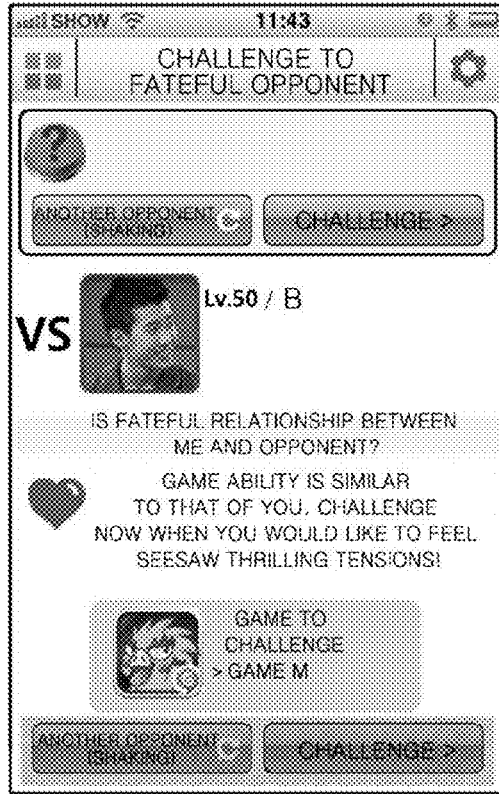 SHOW 11:43
CHALLENGE TO
FATEFUL OPPONENT
?
ANOTHER OPPONENT
(SHAKING)
CHALLENGE >
VS
Lv.50 / B
IS FATEFUL RELATIONSHIP BETWEEN
ME AND OPPONENT?
GAME ABILITY IS SIMILAR
TO THAT OF YOU. CHALLENGE
NOW WHEN YOU WOULD LIKE TO FEEL
SEESAW THRILLING TENSIONS!
GAME TO
CHALLENGE
> GAME M
ANOTHER OPPONENT
(SHAKING)
CHALLENGE >